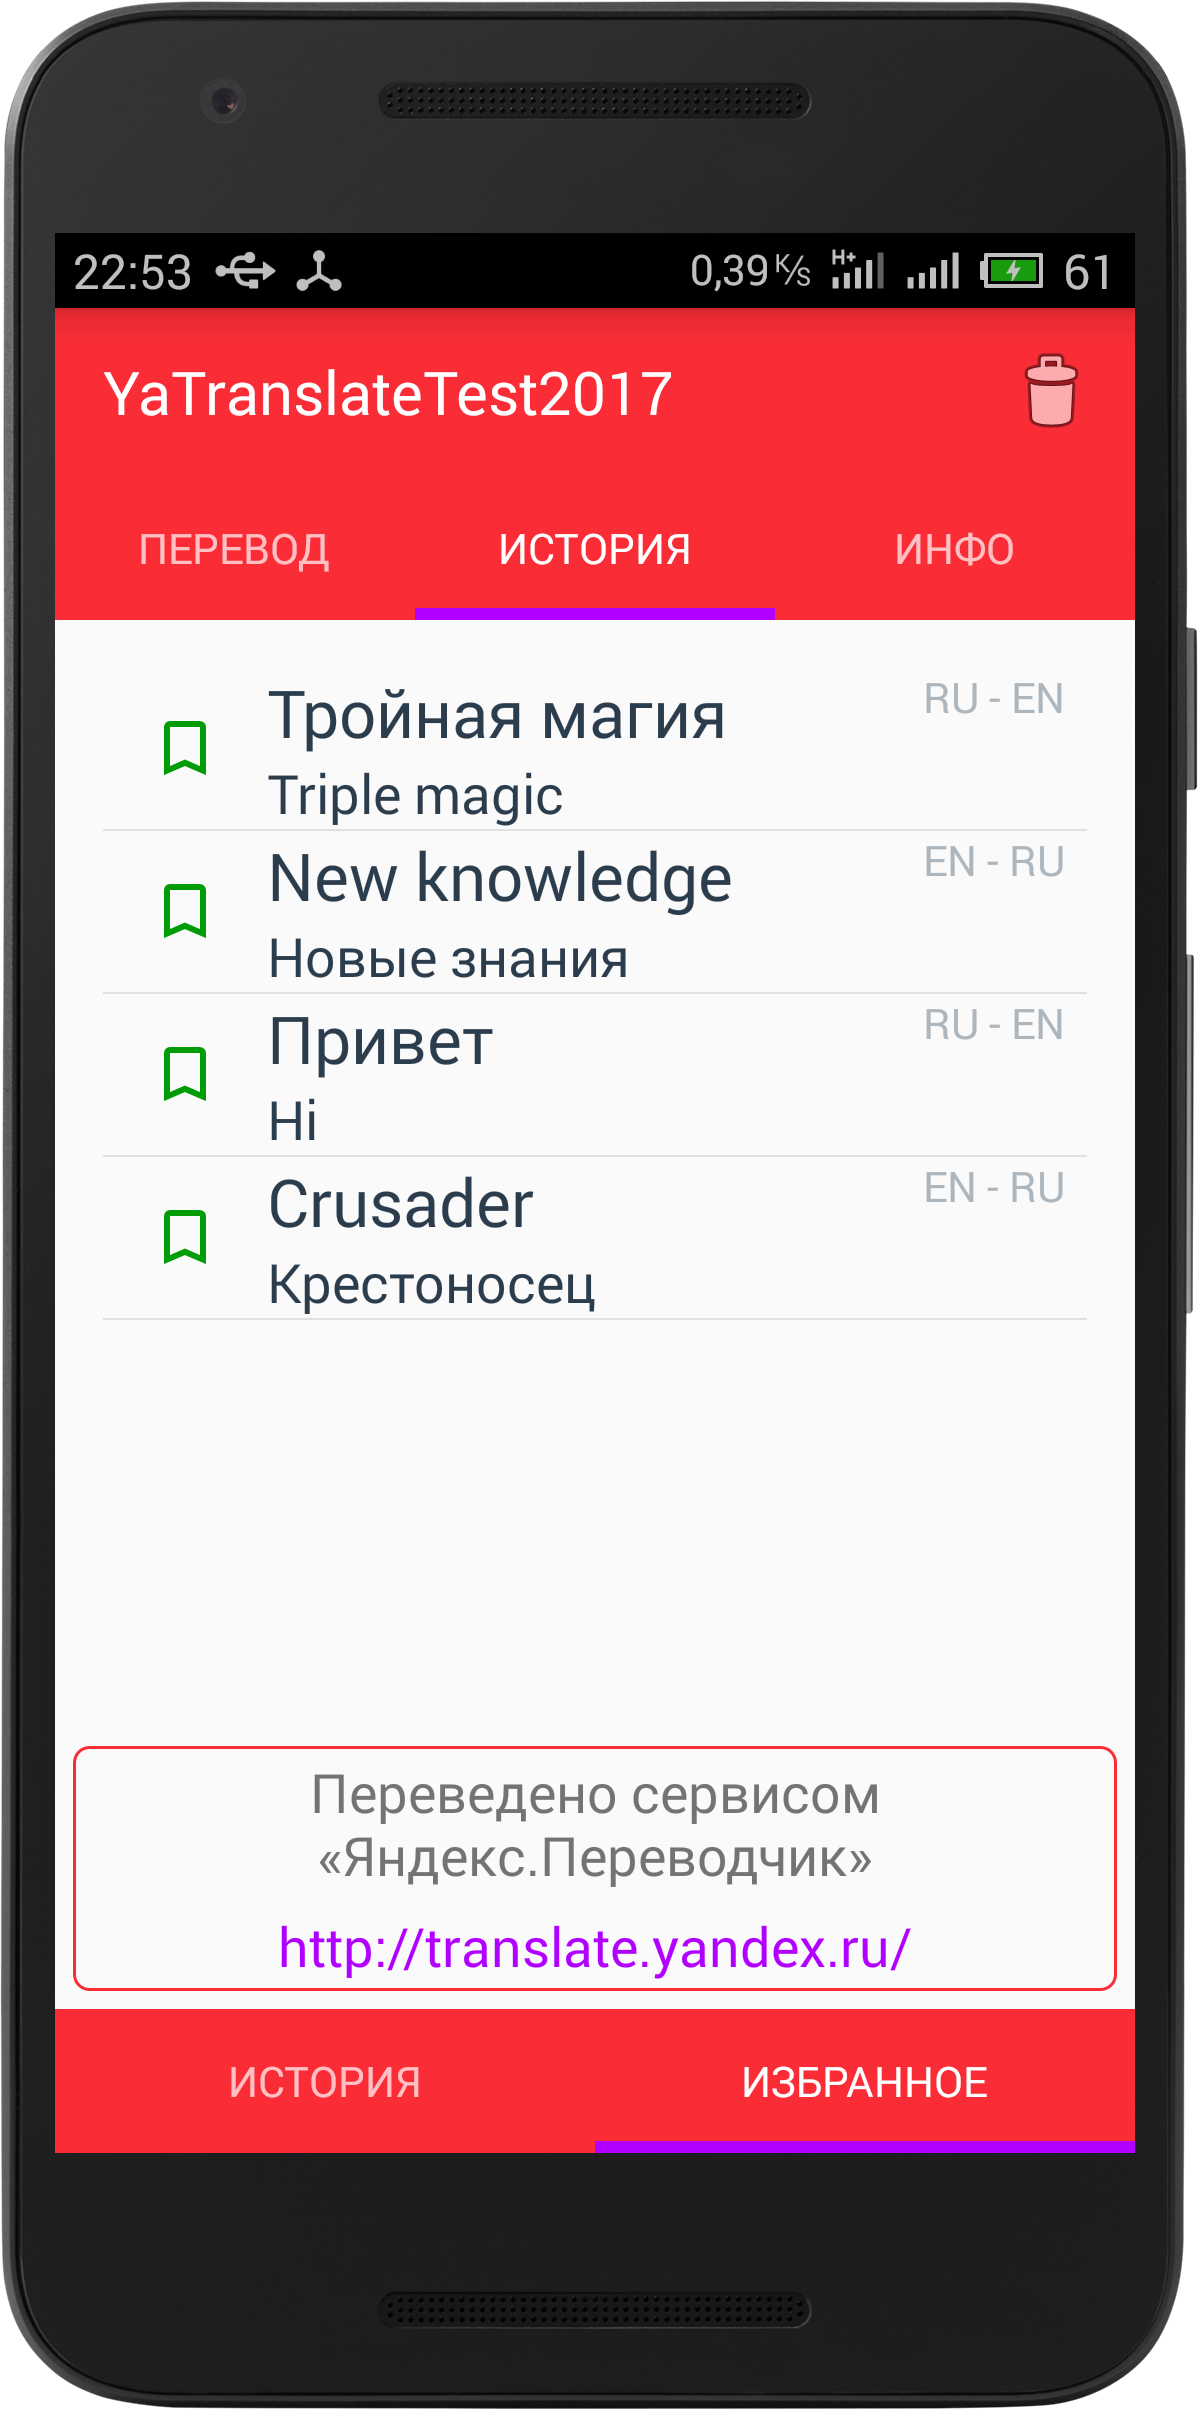 22:53 0,39 K/s H+ 61
YaTranslateTest2017
ПЕРЕВОД ИСТОРИЯ ИНФО
Тройная магия RU - EN
Triple magic
New knowledge EN - RU
Новые знания
Привет RU - EN
Hi
Crusader EN - RU
Крестоносец
Переведено сервисом
«Яндекс.Переводчик»
http://translate.yandex.ru/
ИСТОРИЯ ИЗБРАННОЕ